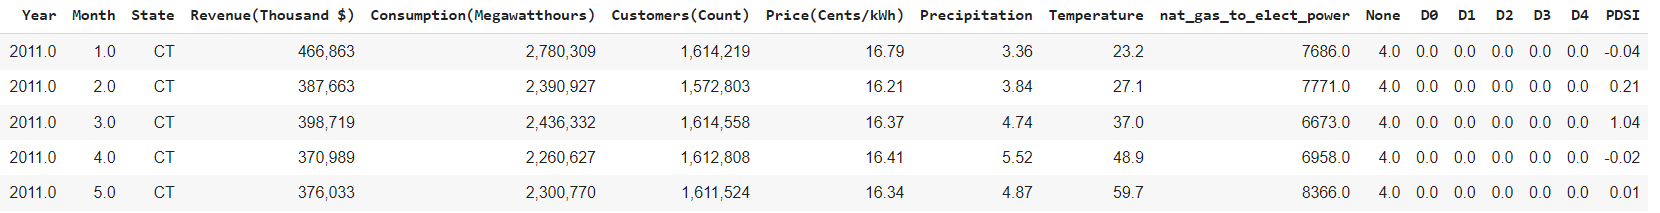 Year Month State Revenue(Thousand $) Consumption(Megawatthours) Customers(Count) Price(Cents/kWh) Precipitation Temperature nat_gas_to_elect_power None D0 D1 D2 D3 D4 PDSI
2011.0 1.0 CT 466,863 2,780,309 1,614,219 16.79 3.36 23.2 7686.0 4.0 0.0 0.0 0.0 0.0 0.0 -0.04
2011.0 2.0 CT 387,663 2,390,927 1,572,803 16.21 3.84 27.1 7771.0 4.0 0.0 0.0 0.0 0.0 0.0 0.21
2011.0 3.0 CT 398,719 2,436,332 1,614,558 16.37 4.74 37.0 6673.0 4.0 0.0 0.0 0.0 0.0 0.0 1.04
2011.0 4.0 CT 370,989 2,260,627 1,612,808 16.41 5.52 48.9 6958.0 4.0 0.0 0.0 0.0 0.0 0.0 -0.02
2011.0 5.0 CT 376,033 2,300,770 1,611,524 16.34 4.87 59.7 8366.0 4.0 0.0 0.0 0.0 0.0 0.0 0.01